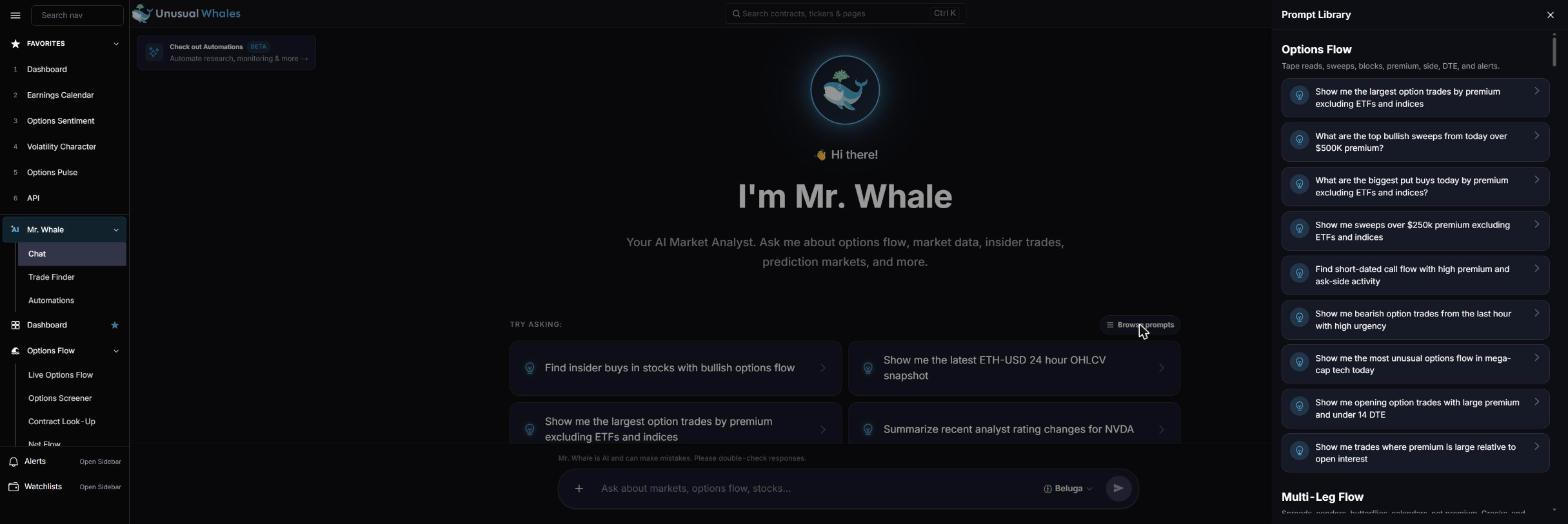 Search nav
FAVORITES
1 Dashboard
2 Earnings Calendar
3 Options Sentiment
4 Volatility Character
5 Options Pulse
6 API
AI Mr. Whale
Chat
Trade Finder
Automations
Dashboard
Options Flow
Live Options Flow
Options Screener
Contract Look-Up
Net Flow
Alerts Open Sidebar
Watchlists Open Sidebar
Unusual Whales
Search contracts, tickers & pages Ctrl K
Check out Automations BETA
Automate research, monitoring & more →
👋 Hi there!
I'm Mr. Whale
Your AI Market Analyst. Ask me about options flow, market data, insider trades,
prediction markets, and more.
TRY ASKING:
Browse prompts
Find insider buys in stocks with bullish options flow
Show me the latest ETH-USD 24 hour OHLCV
snapshot
Show me the largest option trades by premium
excluding ETFs and indices
Summarize recent analyst rating changes for NVDA
Mr. Whale is AI and can make mistakes. Please double-check responses.
Ask about markets, options flow, stocks...
Beluga
Prompt Library
Options Flow
Tape reads, sweeps, blocks, premium, side, DTE, and alerts.
Show me the largest option trades by premium
excluding ETFs and indices
What are the top bullish sweeps from today over
$500K premium?
What are the biggest put buys today by premium
excluding ETFs and indices?
Show me sweeps over $250k premium excluding
ETFs and indices
Find short-dated call flow with high premium and
ask-side activity
Show me bearish option trades from the last hour
with high urgency
Show me the most unusual options flow in mega-
cap tech today
Show me opening option trades with large premium
and under 14 DTE
Show me trades where premium is large relative to
open interest
Multi-Leg Flow